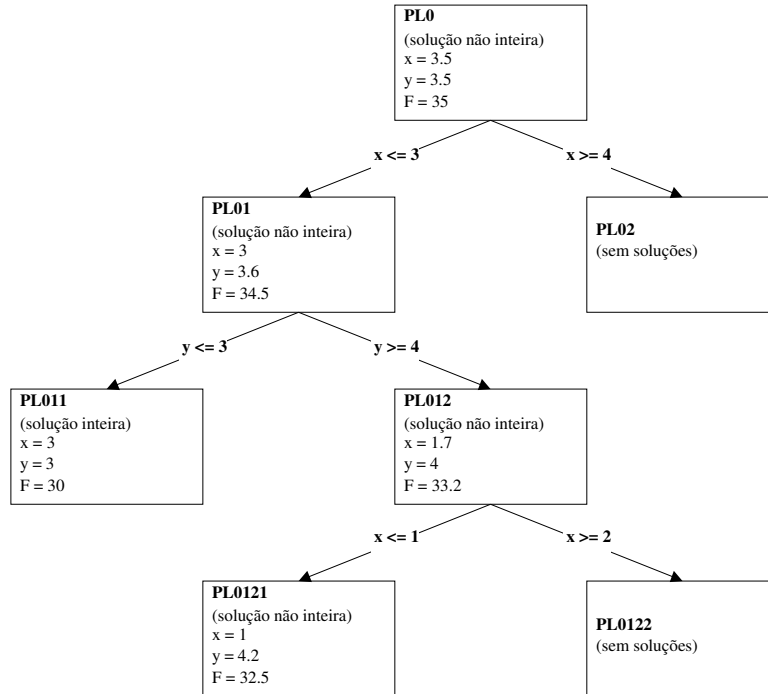 PL0
(solução não inteira)
x = 3.5
y = 3.5
F = 35
x <= 3
x >= 4
PL01
(solução não inteira)
x = 3
y = 3.6
F = 34.5
PL02
(sem soluções)
y <= 3
y >= 4
PL011
(solução inteira)
x = 3
y = 3
F = 30
PL012
(solução não inteira)
x = 1.7
y = 4
F = 33.2
x <= 1
x >= 2
PL0121
(solução não inteira)
x = 1
y = 4.2
F = 32.5
PL0122
(sem soluções)